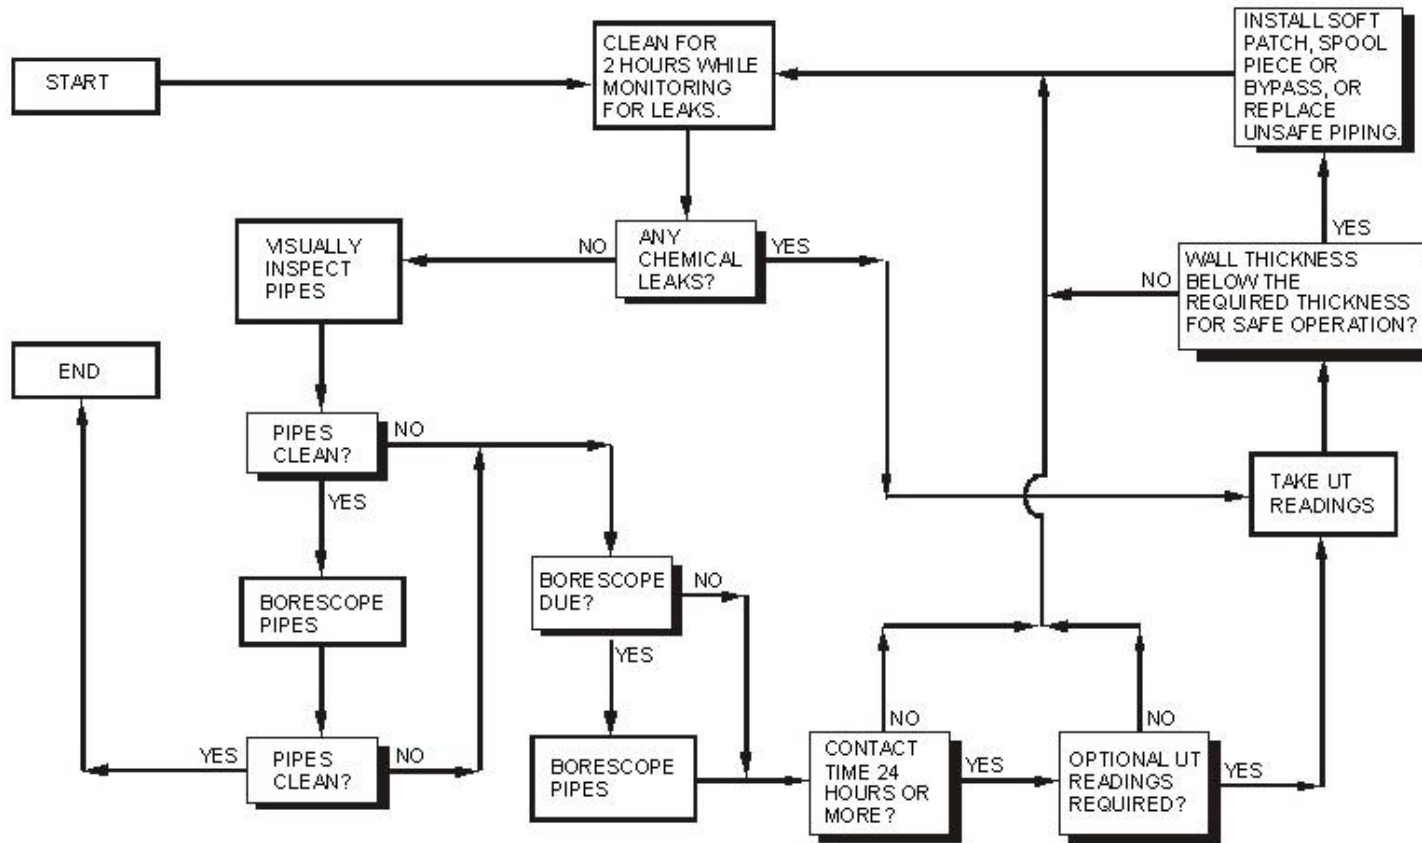 START
CLEAN FOR
2 HOURS WHILE
MONITORING
FOR LEAKS.
INSTALL SOFT
PATCH, SPOOL
PIECE OR
BYPASS, OR
REPLACE
UNSAFE PIPING.
VISUALLY
INSPECT
PIPES
NO
ANY
CHEMICAL
LEAKS?
YES
YES
NO
WALL THICKNESS
BELOW THE
REQUIRED THICKNESS
FOR SAFE OPERATION?
END
PIPES
CLEAN?
NO
YES
TAKE UT
READINGS
BORESCOPE
PIPES
BORESCOPE
DUE?
NO
YES
YES
PIPES
CLEAN?
NO
BORESCOPE
PIPES
NO
CONTACT
TIME 24
HOURS OR
MORE?
YES
NO
OPTIONAL UT
READINGS
REQUIRED?
YES